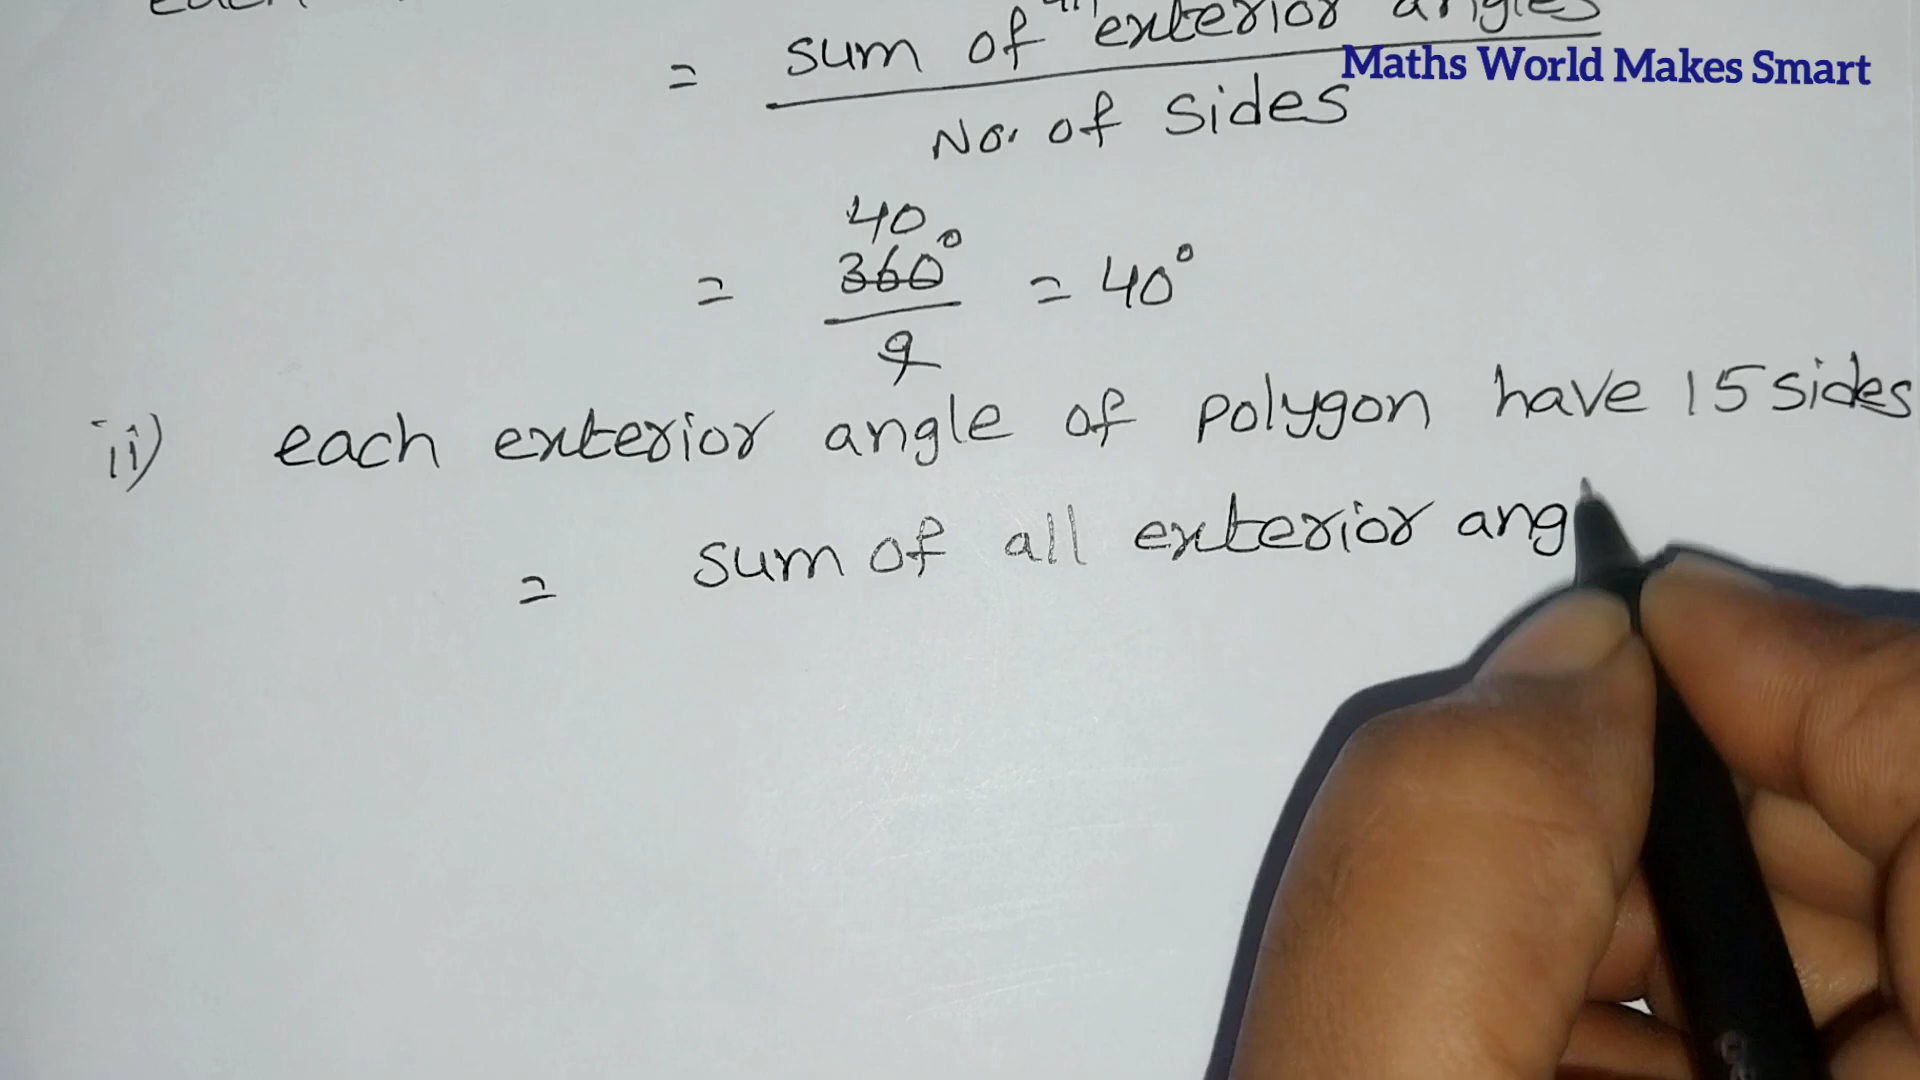 = sum of all exterior angles
Maths World Makes Smart
No. of sides
40
= 360° = 40°
9
ii) each exterior angle of polygon have 15 sides
= sum of all exterior ang